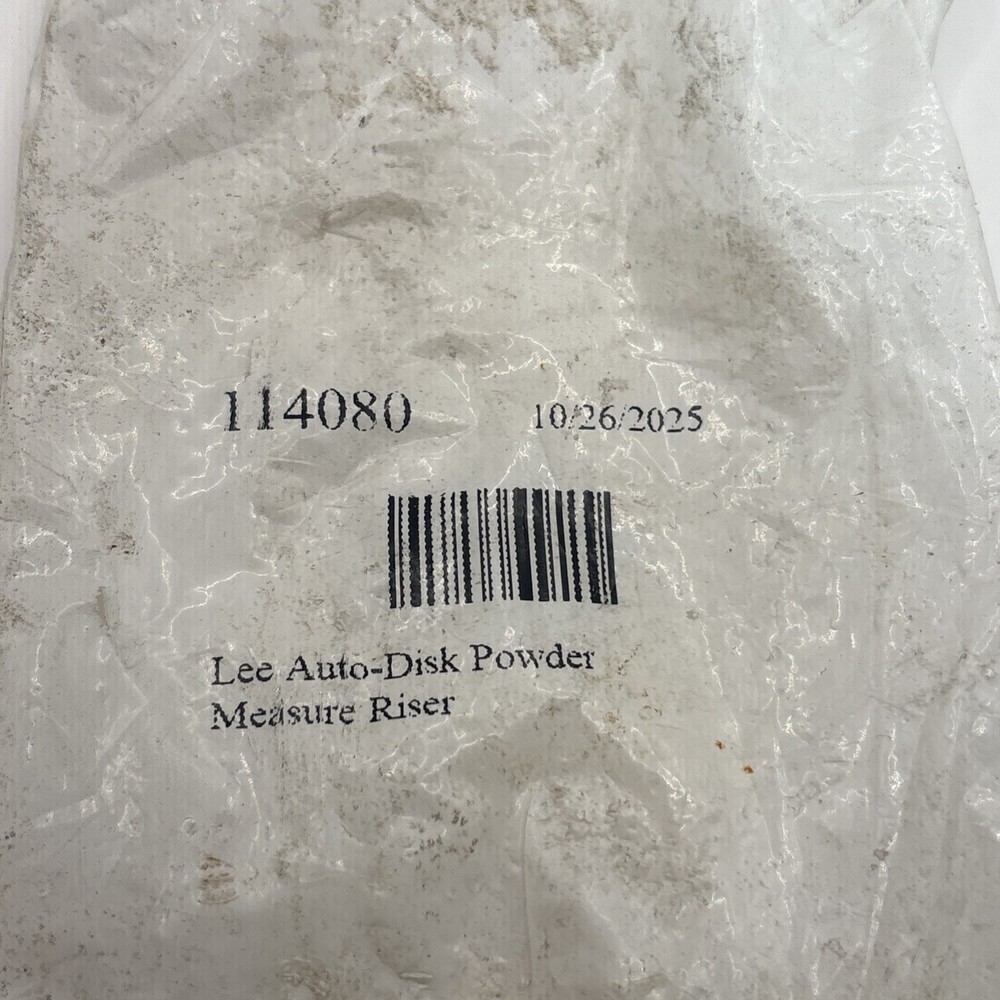 114080 10/26/2025
Lee Auto-Disk Powder
Measure Riser